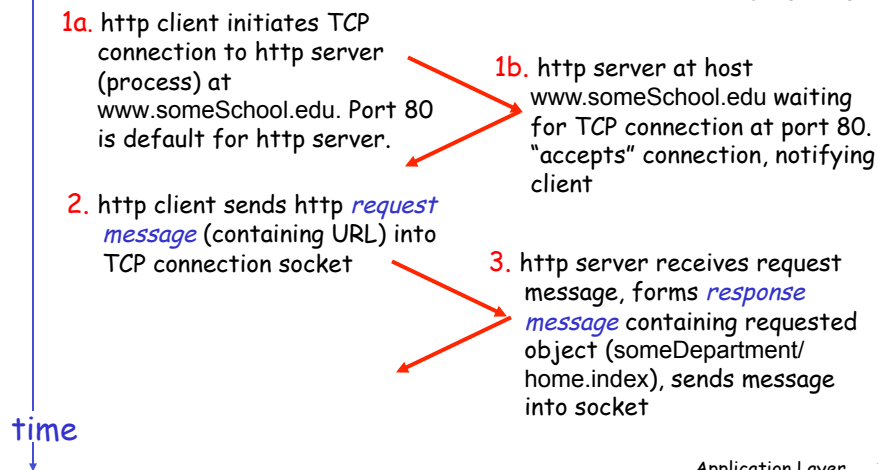 1a. http client initiates TCP
connection to http server
(process) at
www.someSchool.edu. Port 80
is default for http server.
1b. http server at host
www.someSchool.edu waiting
for TCP connection at port 80.
“accepts” connection, notifying
client
2. http client sends http request
message (containing URL) into
TCP connection socket
3. http server receives request
message, forms response
message containing requested
object (someDepartment/
home.index), sends message
into socket
time
Application Layer